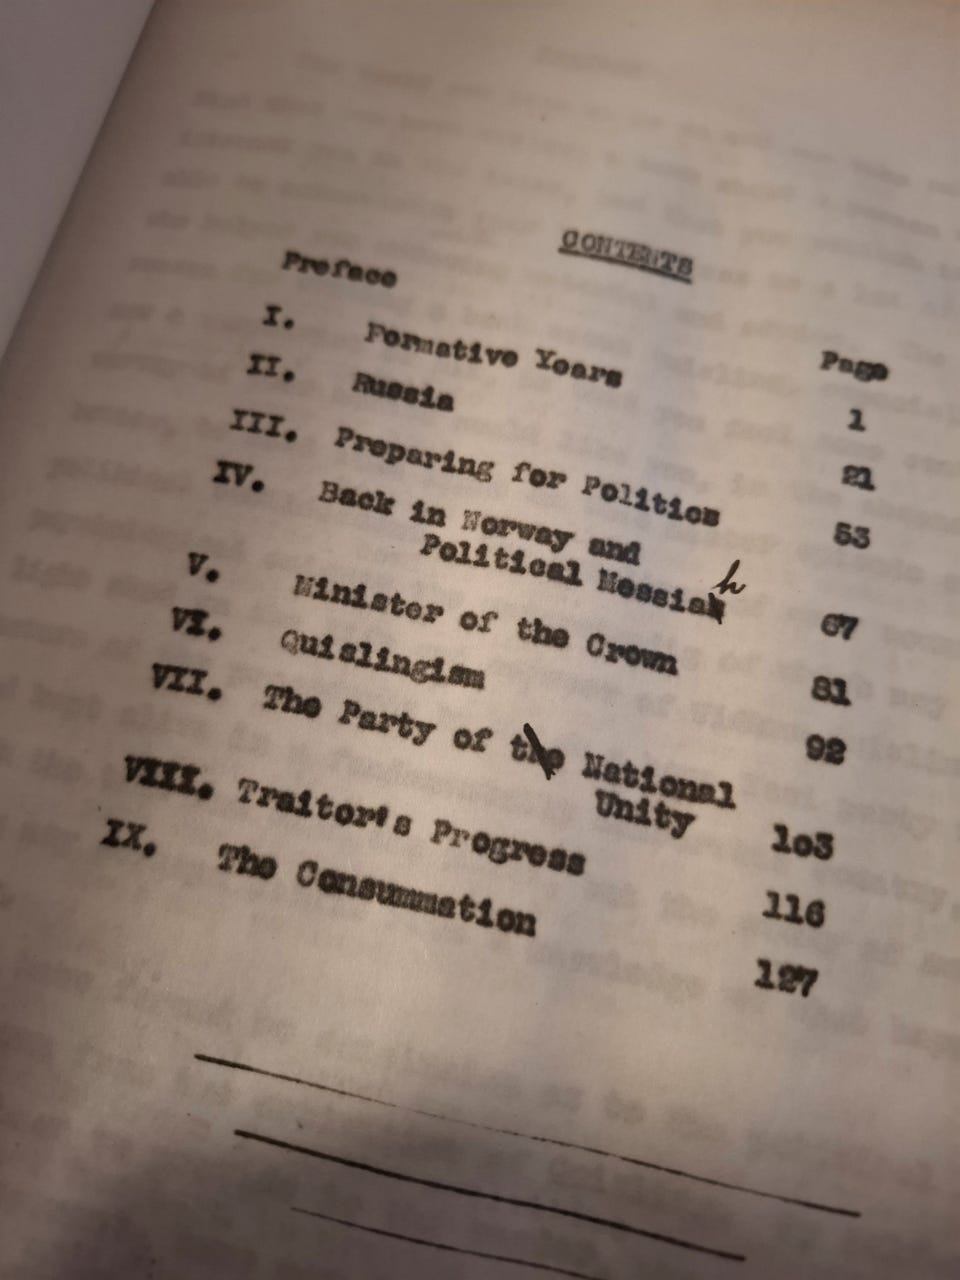 CONTENTS
Preface
Page
I. Formative Years 1
II. Russia 21
III. Preparing for Politics 53
IV. Back in Norway and
Political Messiah 67
V. Minister of the Crown 81
VI. Quislingism 92
VII. The Party of the National
Unity 103
VIII. Traitor's Progress 116
IX. The Consummation 127